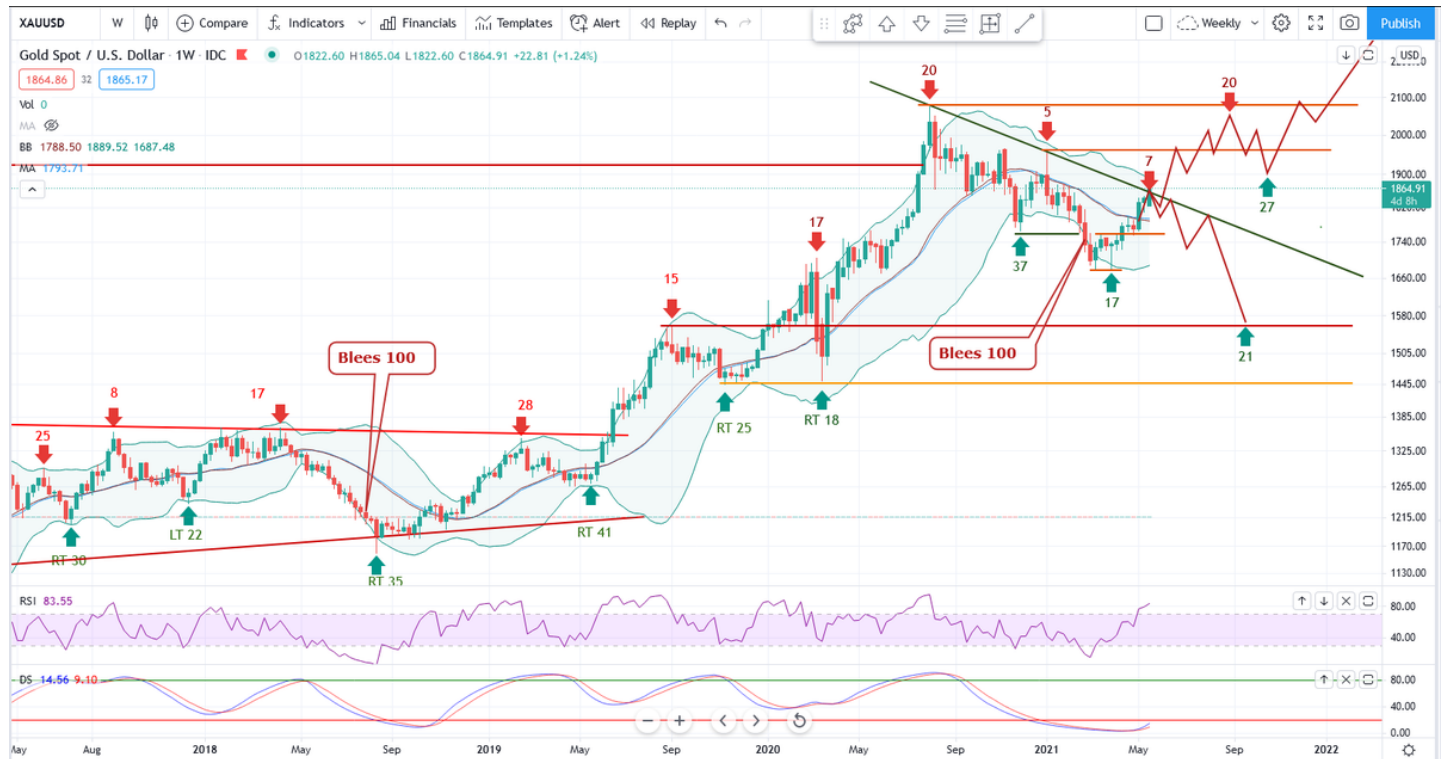 XAUUSD W Compare Indicators Financials Templates Alert Replay Weekly Publish
Gold Spot / U.S. Dollar · 1W · IDC O1822.60 H1865.04 L1822.60 C1864.91 +22.81 (+1.24%)
USD
1864.86 32 1865.17
Vol 0
MA
BB 1788.50 1889.52 1687.48
MA 1793.71
20
5
7
20
27
17
37
17
15
Blees 100
Blees 100
21
8
17
28
25
RT 25
RT 18
RT 30
LT 22
RT 35
RT 41
2100.00
2000.00
1900.00
1864.91
4d 8h
1740.00
1660.00
1580.00
1505.00
1445.00
1385.00
1325.00
1265.00
1215.00
1170.00
1130.00
RSI 83.55
80.00
40.00
DS 14.56 9.10
80.00
40.00
0.00
May Aug 2018 May Sep 2019 May Sep 2020 May Sep 2021 May Sep 2022